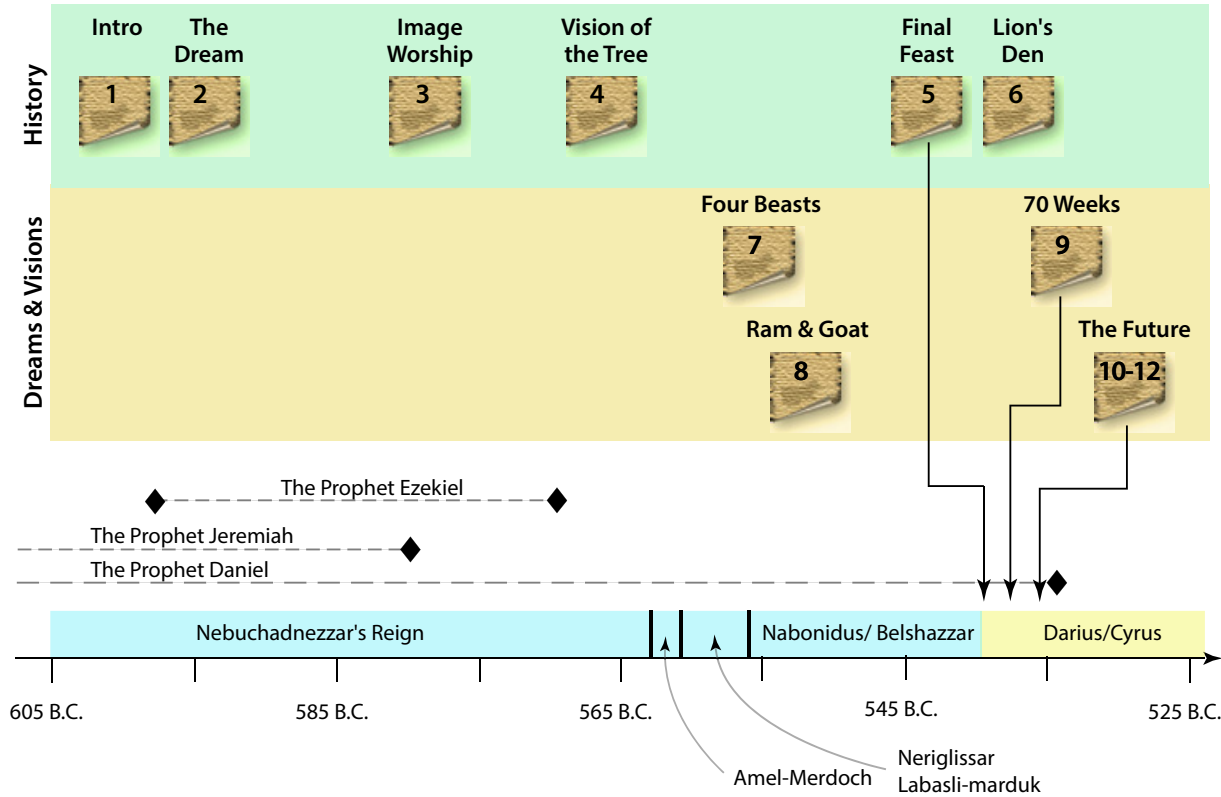 History
Intro
The
Dream
Image
Worship
Vision of
the Tree
Final
Feast
Lion's
Den
1
2
3
4
5
6
Dreams & Visions
Four Beasts
70 Weeks
7
9
Ram & Goat
The Future
8
10-12
The Prophet Ezekiel
The Prophet Jeremiah
The Prophet Daniel
Nebuchadnezzar's Reign
Nabonidus/ Belshazzar
Darius/Cyrus
605 B.C.
585 B.C.
565 B.C.
545 B.C.
525 B.C.
Amel-Merdoch
Neriglissar
Labasli-marduk